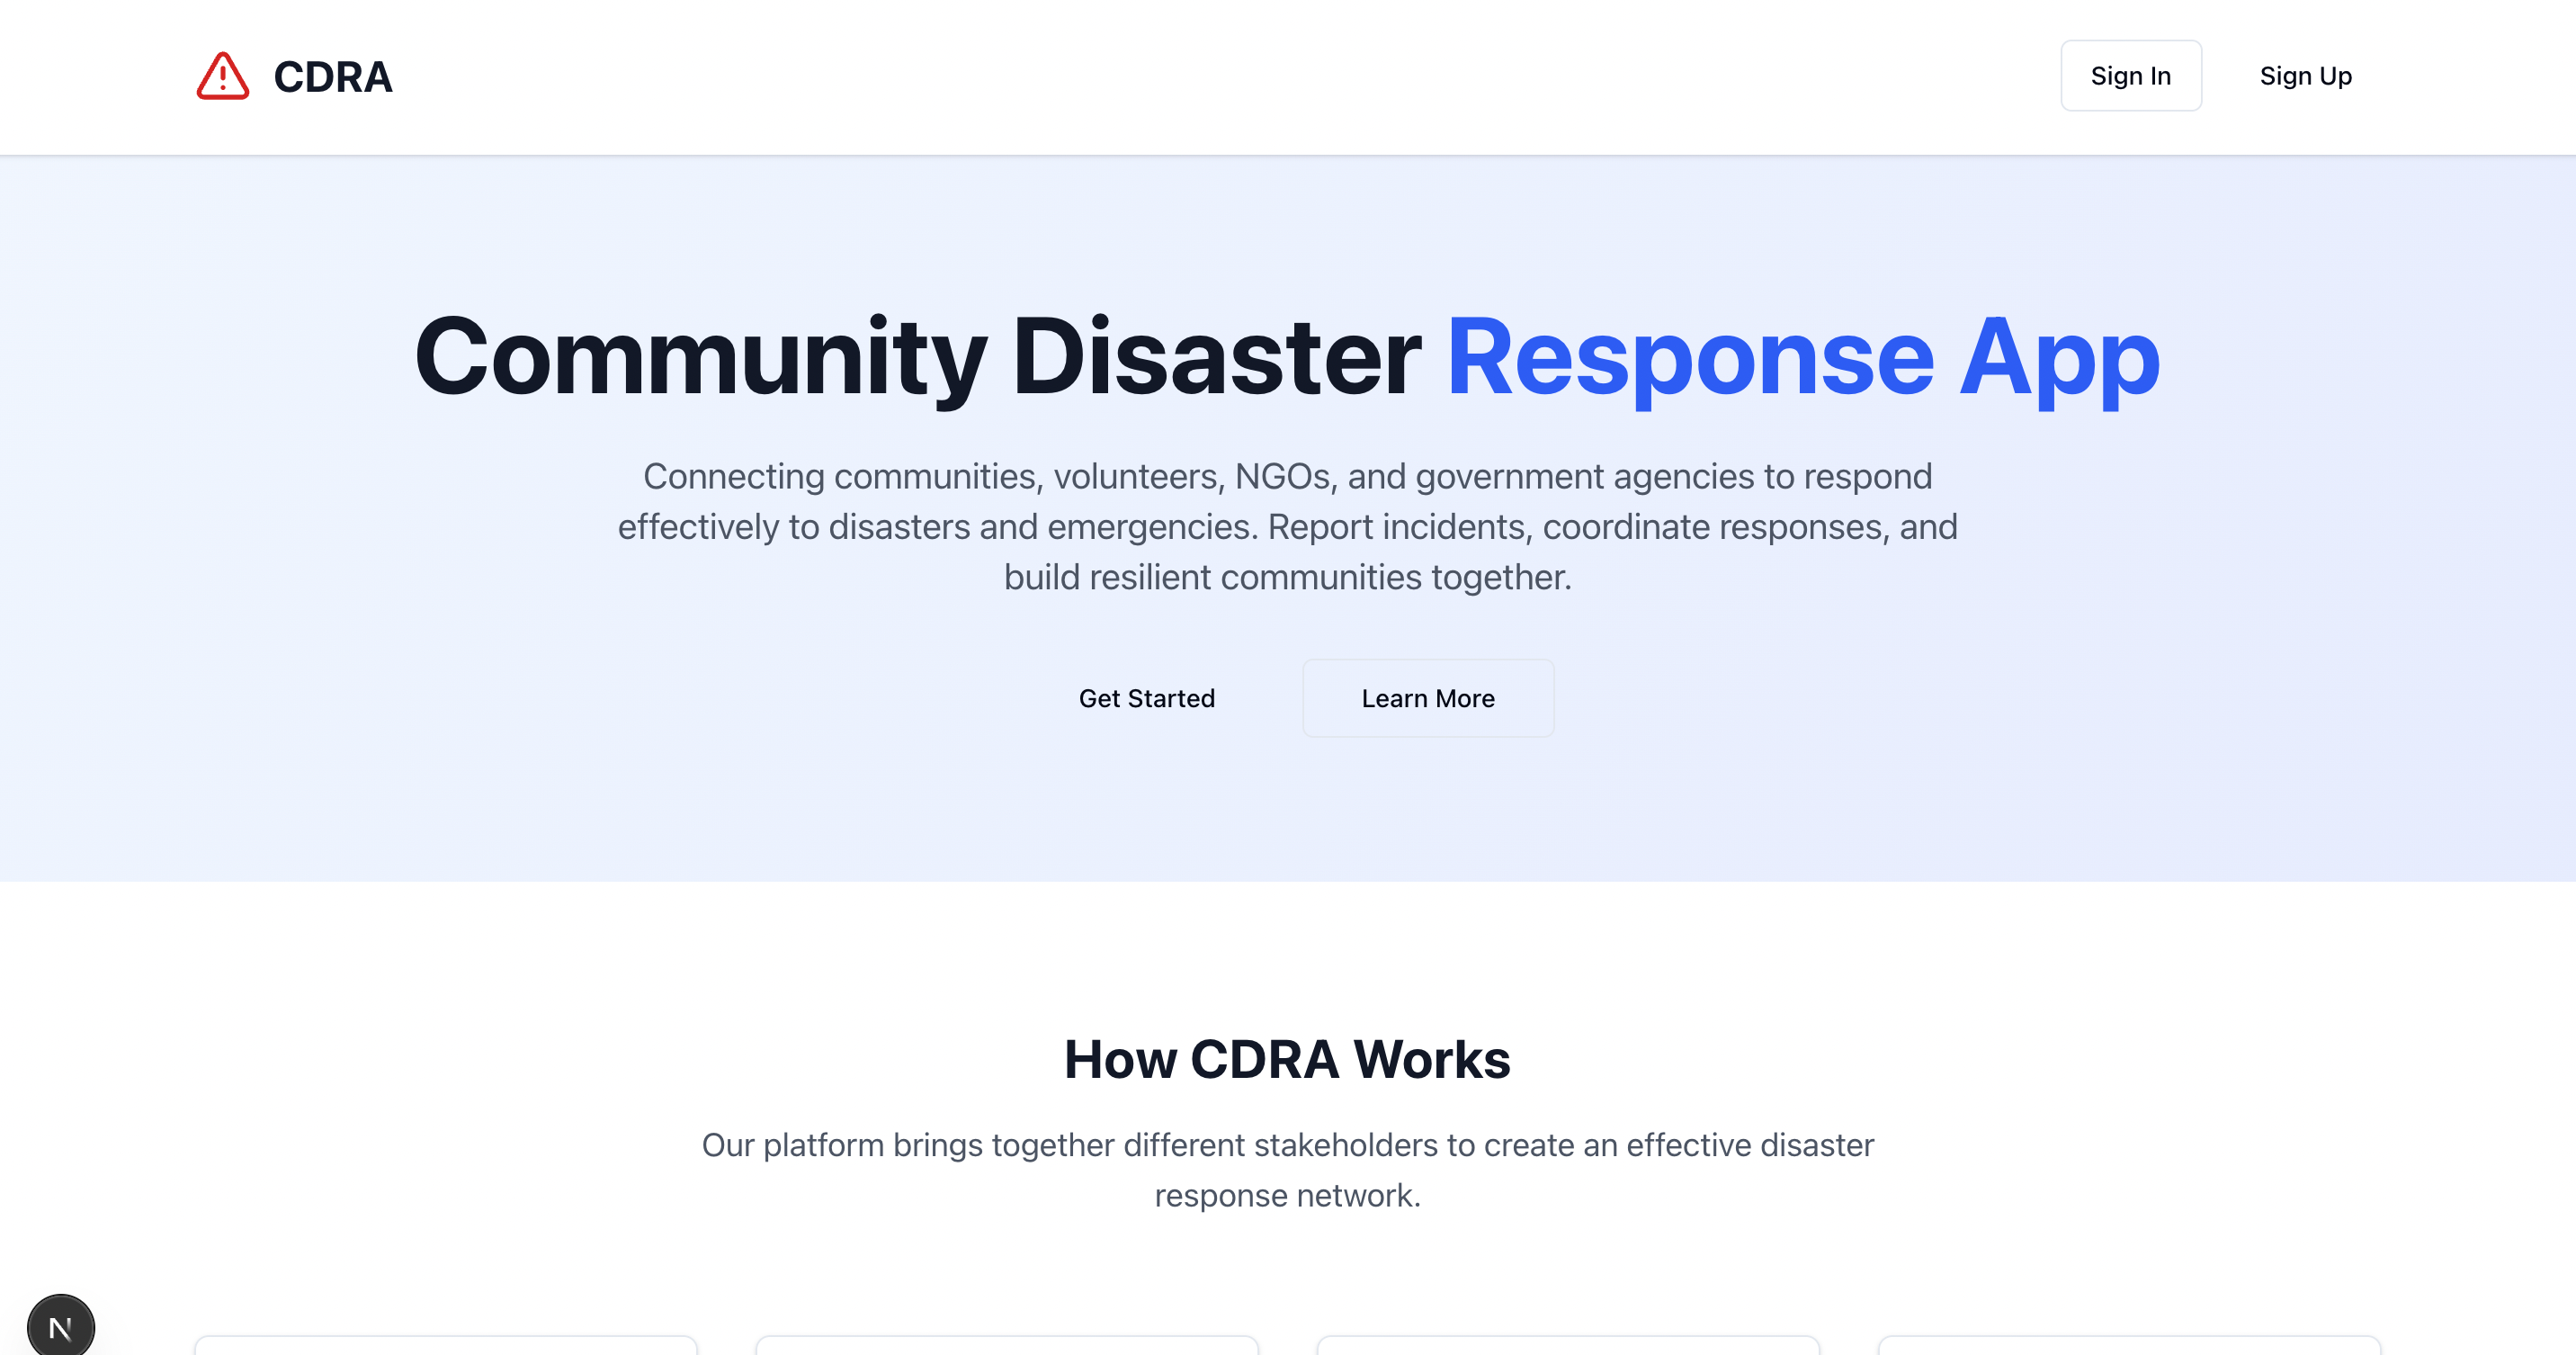 CDRA
Sign In
Sign Up
Community Disaster Response App
Connecting communities, volunteers, NGOs, and government agencies to respond
effectively to disasters and emergencies. Report incidents, coordinate responses, and
build resilient communities together.
Get Started
Learn More
How CDRA Works
Our platform brings together different stakeholders to create an effective disaster
response network.
N